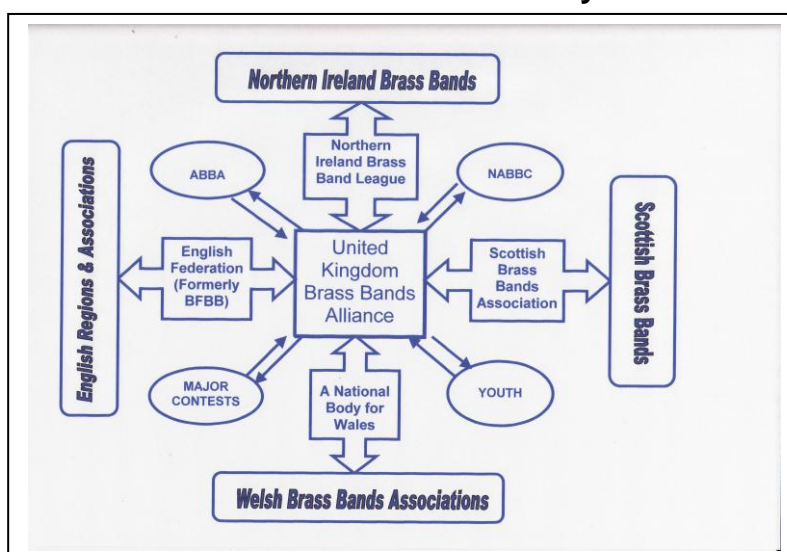 Northern Ireland Brass Bands
Northern
Ireland Brass
Band League
ABBA
NABBC
English Regions & Associations
English
Federation
(Formerly
BFBB)
United
Kingdom
Brass Bands
Alliance
Scottish
Brass
Bands
Association
Scottish Brass Bands
MAJOR
CONTESTS
A National
Body for
Wales
YOUTH
Welsh Brass Bands Associations